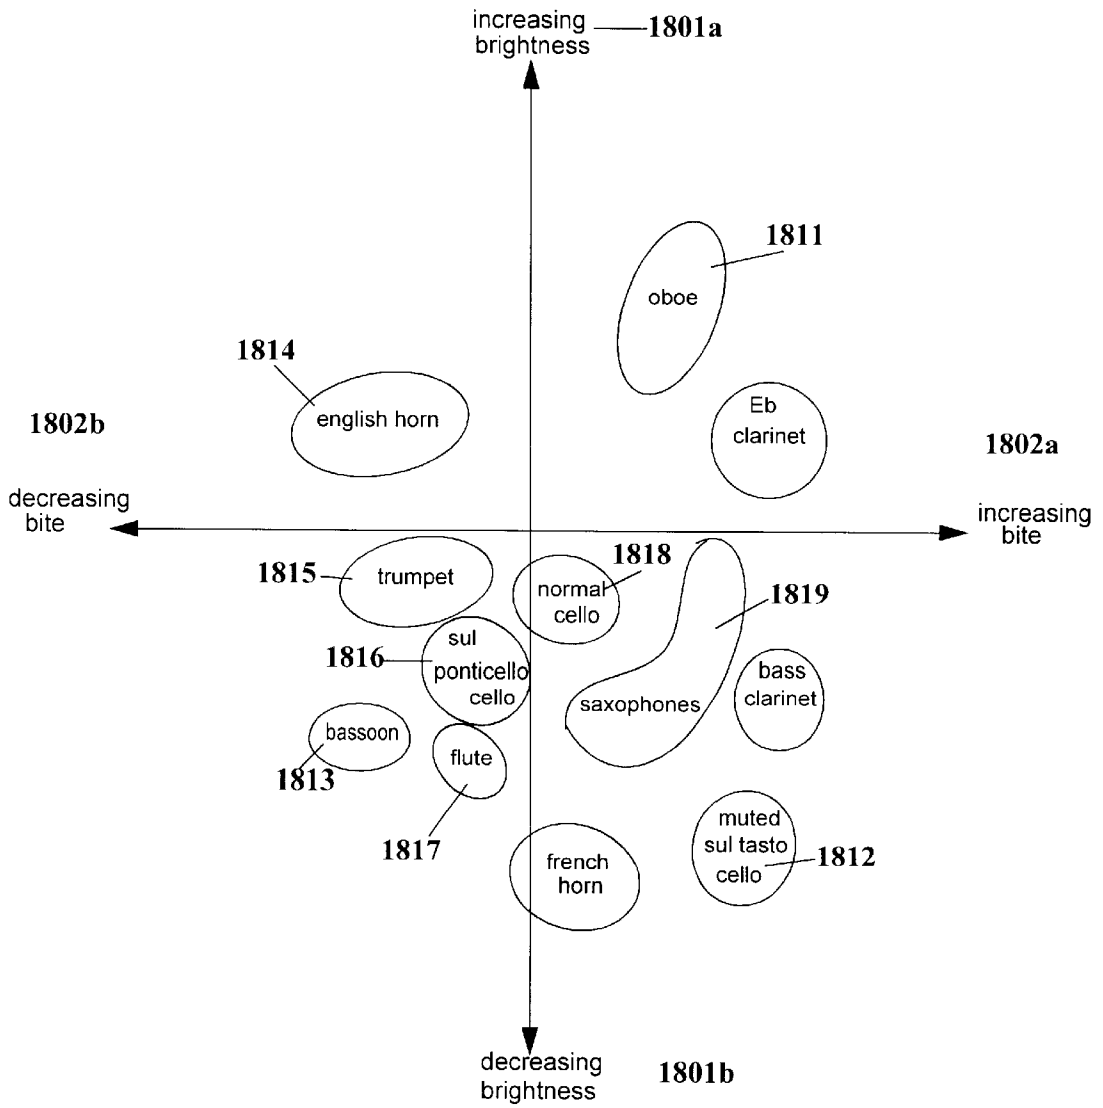 increasing
brightness
1801a
1811
oboe
1814
english horn
Eb
clarinet
1802b
1802a
decreasing
bite
increasing
bite
1815
trumpet
1818
normal
cello
1819
sul
1816
ponticello
cello
bass
clarinet
saxophones
bassoon
1813
flute
1817
muted
sul tasto
cello
1812
french
horn
decreasing
brightness
1801b